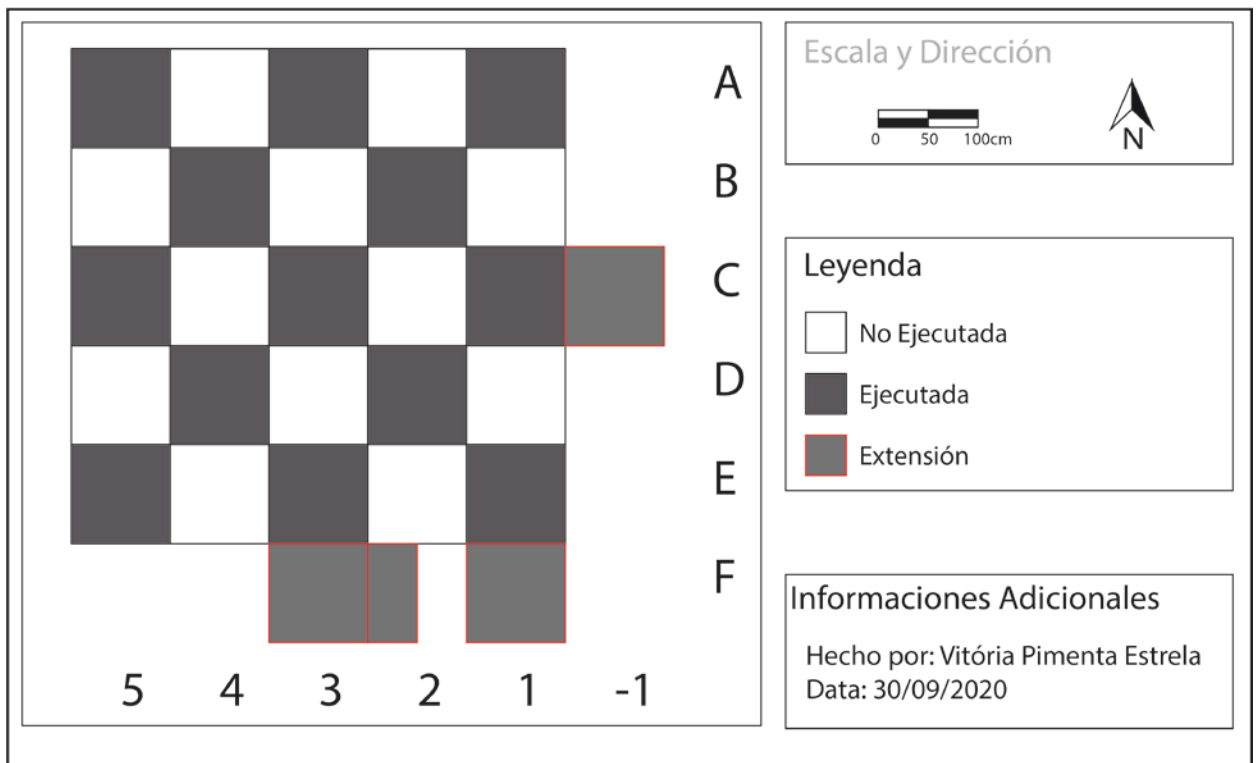 A
B
C
D
E
F
5 4 3 2 1 -1
Escala y Dirección
0 50 100cm
N
Leyenda
No Ejecutada
Ejecutada
Extensión
Informaciones Adicionales
Hecho por: Vitória Pimenta Estrela
Data: 30/09/2020